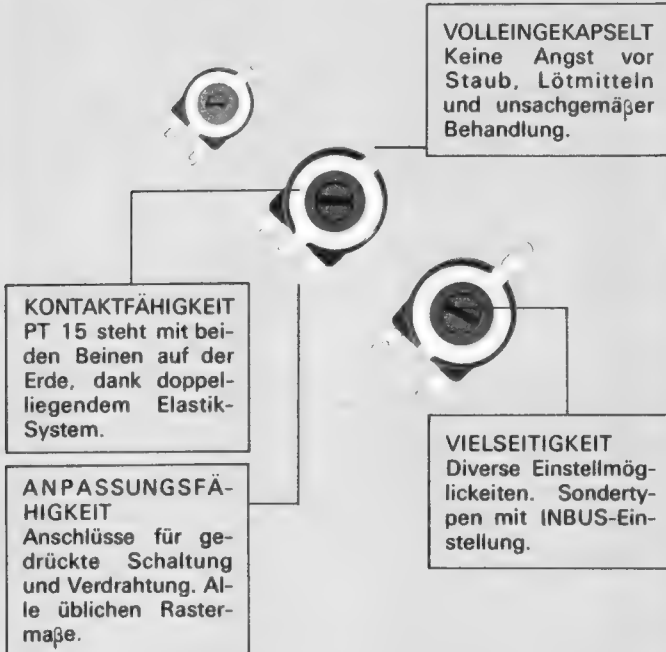 VOLLEINGEKAPSELT
Keine Angst vor
Staub, Lötmitteln
und unsachgemäßer
Behandlung.
KONTAKTFÄHIGKEIT
PT 15 steht mit bei-
den Beinen auf der
Erde, dank doppel-
liegendem Elastik-
System.
ANPASSUNGSFÄ-
HIGKEIT
Anschlüsse für ge-
drückte Schaltung
und Verdrahtung. Al-
le üblichen Raster-
maße.
VIELSEITIGKEIT
Diverse Einstellmög-
lickeiten. Sonderty-
pen mit INBUS-Ein-
stellung.